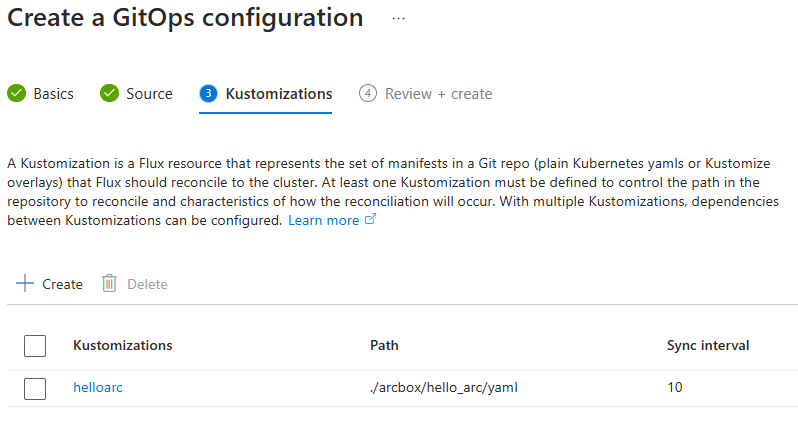 Create a GitOps configuration ...
Basics Source 3 Kustomizations 4 Review + create
A Kustomization is a Flux resource that represents the set of manifests in a Git repo (plain Kubernetes yamls or Kustomize
overlays) that Flux should reconcile to the cluster. At least one Kustomization must be defined to control the path in the
repository to reconcile and characteristics of how the reconciliation will occur. With multiple Kustomizations, dependencies
between Kustomizations can be configured. Learn more
Create Delete
Kustomizations Path Sync interval
helloarc ./arcbox/hello_arc/yaml 10